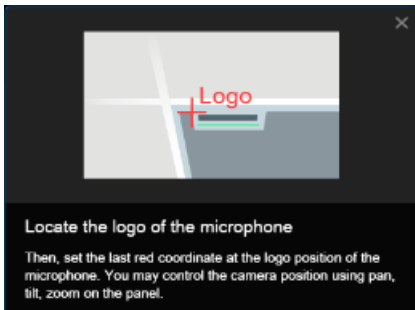 Logo
Locate the logo of the microphone
Then, set the last red coordinate at the logo position of the
microphone. You may control the camera position using pan,
tilt, zoom on the panel.